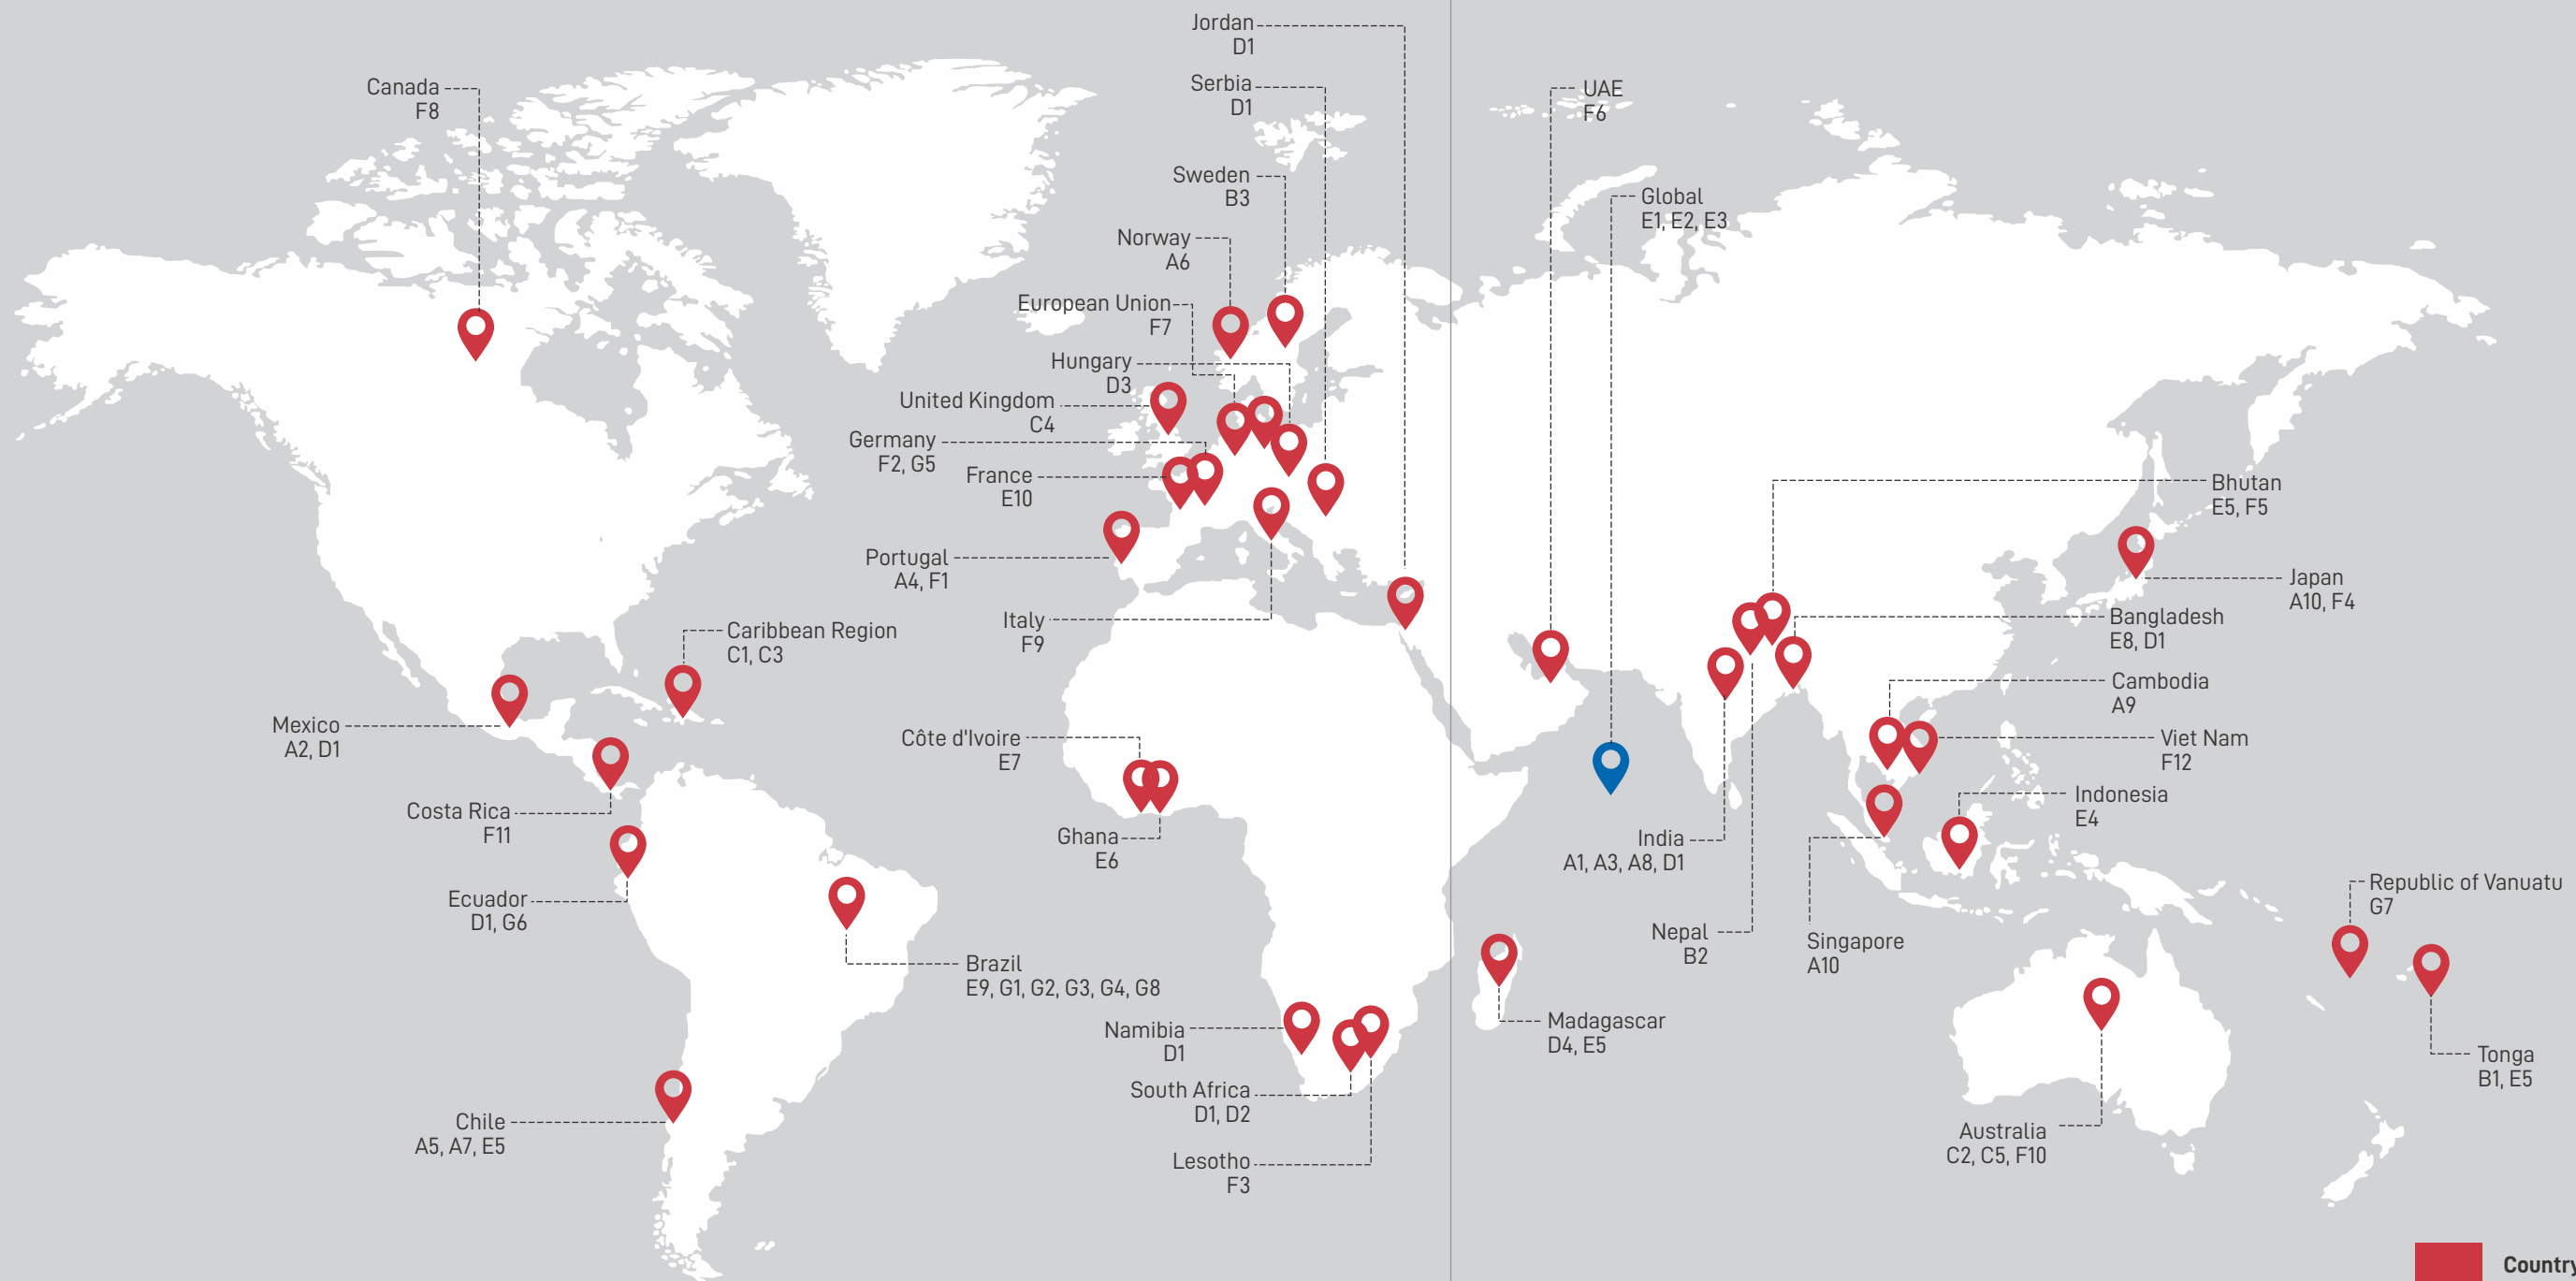 Jordan
D1
Canada
F8
Serbia
D1
UAE
F6
Sweden
B3
Global
E1, E2, E3
Norway
A6
European Union
F7
Hungary
D3
United Kingdom
C4
Germany
F2, G5
France
E10
Bhutan
E5, F5
Portugal
A4, F1
Japan
A10, F4
Italy
F9
Bangladesh
E8, D1
Caribbean Region
C1, C3
Cambodia
A9
Mexico
A2, D1
Côte d'Ivoire
E7
Viet Nam
F12
Indonesia
E4
Costa Rica
F11
Ghana
E6
India
A1, A3, A8, D1
Republic of Vanuatu
G7
Ecuador
D1, G6
Nepal
B2
Singapore
A10
Brazil
E9, G1, G2, G3, G4, G8
Namibia
D1
Madagascar
D4, E5
Tonga
B1, E5
South Africa
D1, D2
Chile
A5, A7, E5
Australia
C2, C5, F10
Lesotho
F3
Country